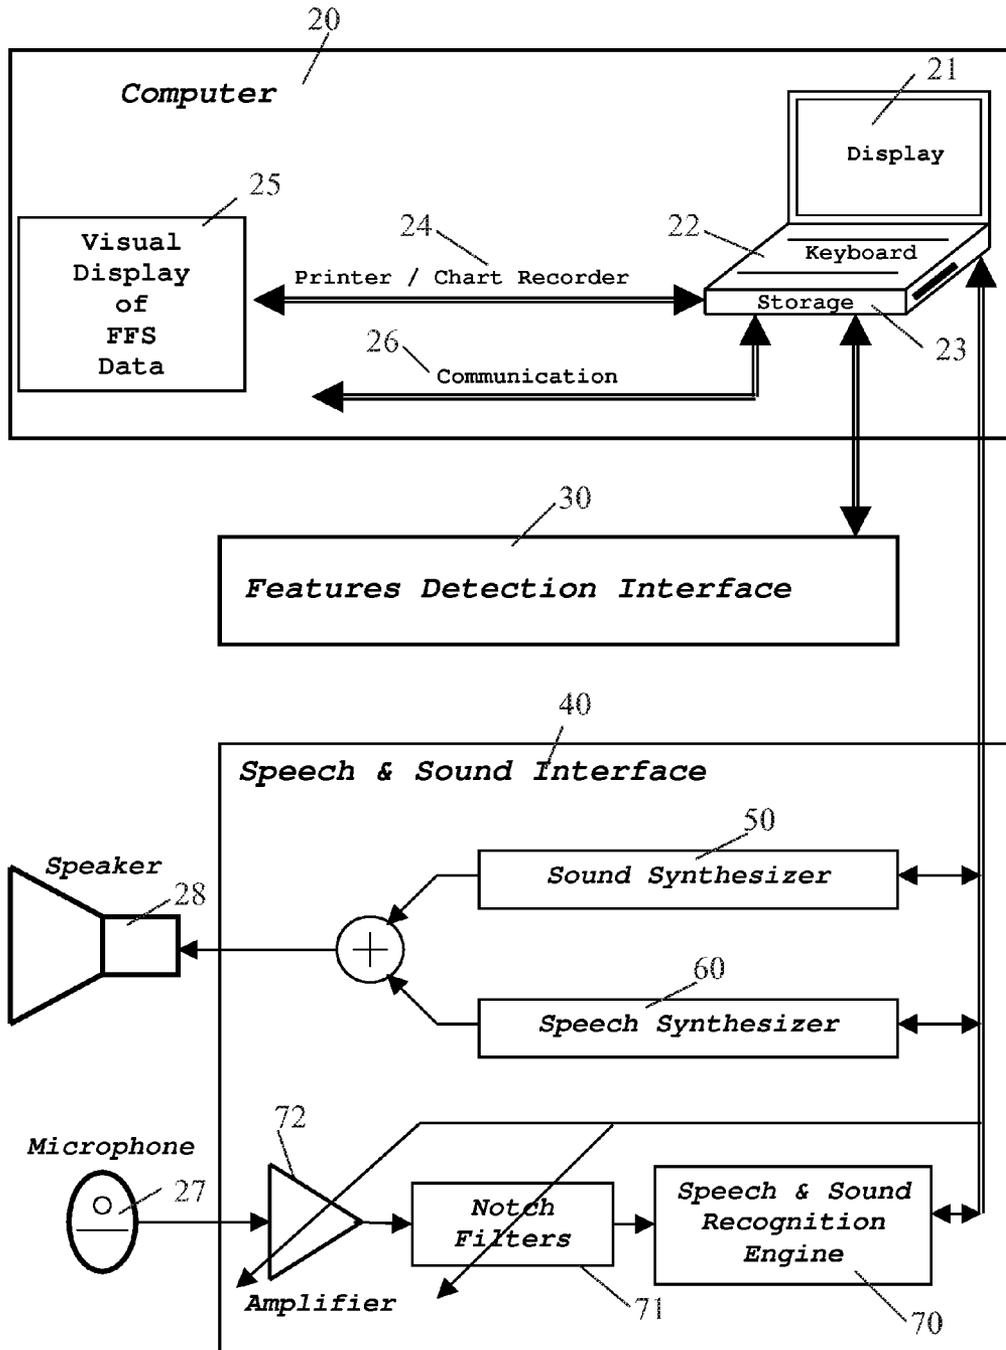 20
Computer
21
Display
25
Visual
Display
of
FFS
Data
24
Printer / Chart Recorder
22
Keyboard
Storage
23
26
Communication
30
Features Detection Interface
40
Speech & Sound Interface
50
Sound Synthesizer
Speaker
28
+
60
Speech Synthesizer
72
Microphone
27
Notch
Filters
Speech & Sound
Recognition
Engine
Amplifier
71
70